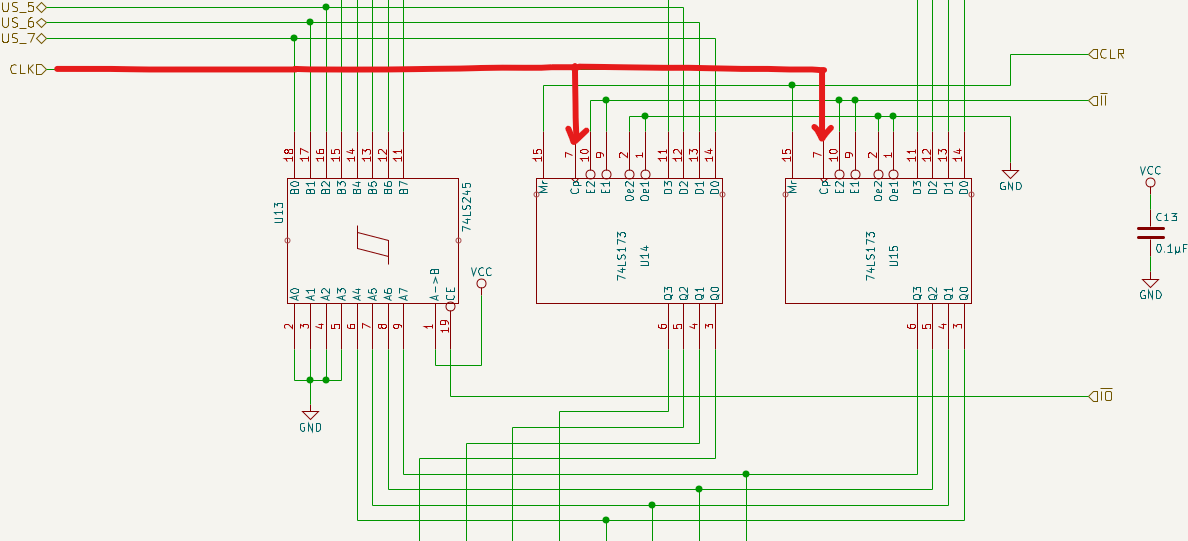 US_5
US_6
US_7
CLK
CLR
II
18 17 16 15 14 13 12 11
15 7 10 9 2 1 11 12 13 14
15 7 10 9 2 1 11 12 13 14
B0 B1 B2 B3 B4 B5 B6 B7
Mr Cp E2 E1 Oe2 Oe1 D3 D2 D1 D0
Mr Cp E2 E1 Oe2 Oe1 D3 D2 D1 D0
GND
VCC
U13
74LS245
74LS173
U14
74LS173
U15
C13
0.1µF
GND
VCC
A0 A1 A2 A3 A4 A5 A6 A7 A->B CE
Q3 Q2 Q1 Q0
Q3 Q2 Q1 Q0
2 3 4 5 6 7 8 9 1 19
6 5 4 3
6 5 4 3
IO
GND